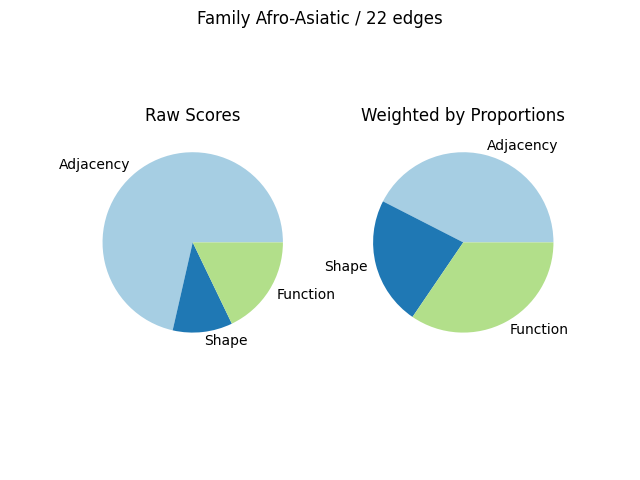 Family Afro-Asiatic / 22 edges
Raw Scores
Adjacency
Shape
Function
Weighted by Proportions
Adjacency
Shape
Function